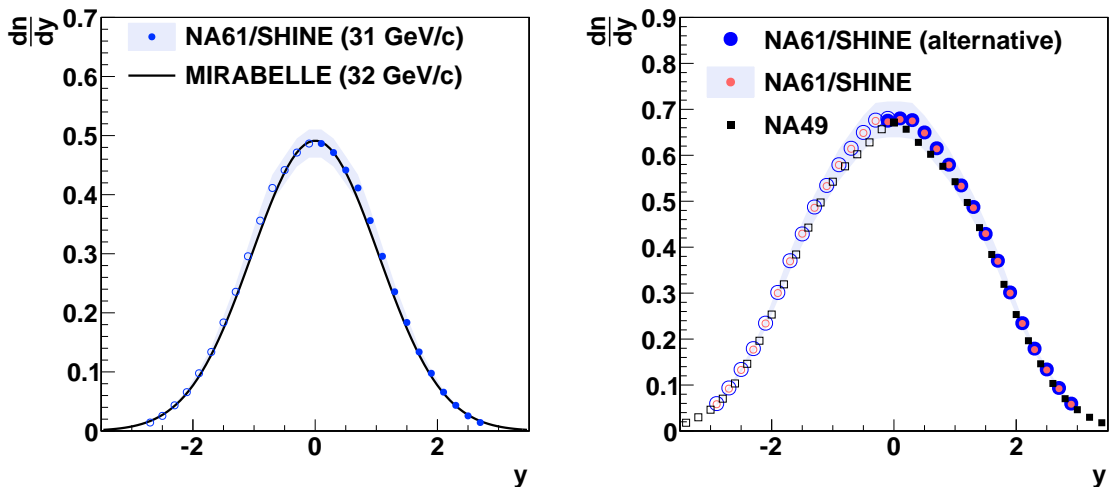 dn
dy
0.7
0.6
0.5
0.4
0.3
0.2
0.1
0
-2
0
2
y
NA61/SHINE (31 GeV/c)
MIRABELLE (32 GeV/c)
dn
dy
0.9
0.8
0.7
0.6
0.5
0.4
0.3
0.2
0.1
0
-2
0
2
y
NA61/SHINE (alternative)
NA61/SHINE
NA49